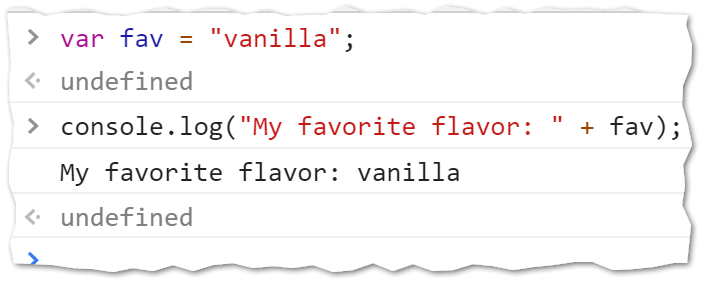 > var fav = "vanilla";
<· undefined
> console.log("My favorite flavor: " + fav);
My favorite flavor: vanilla
<· undefined
>